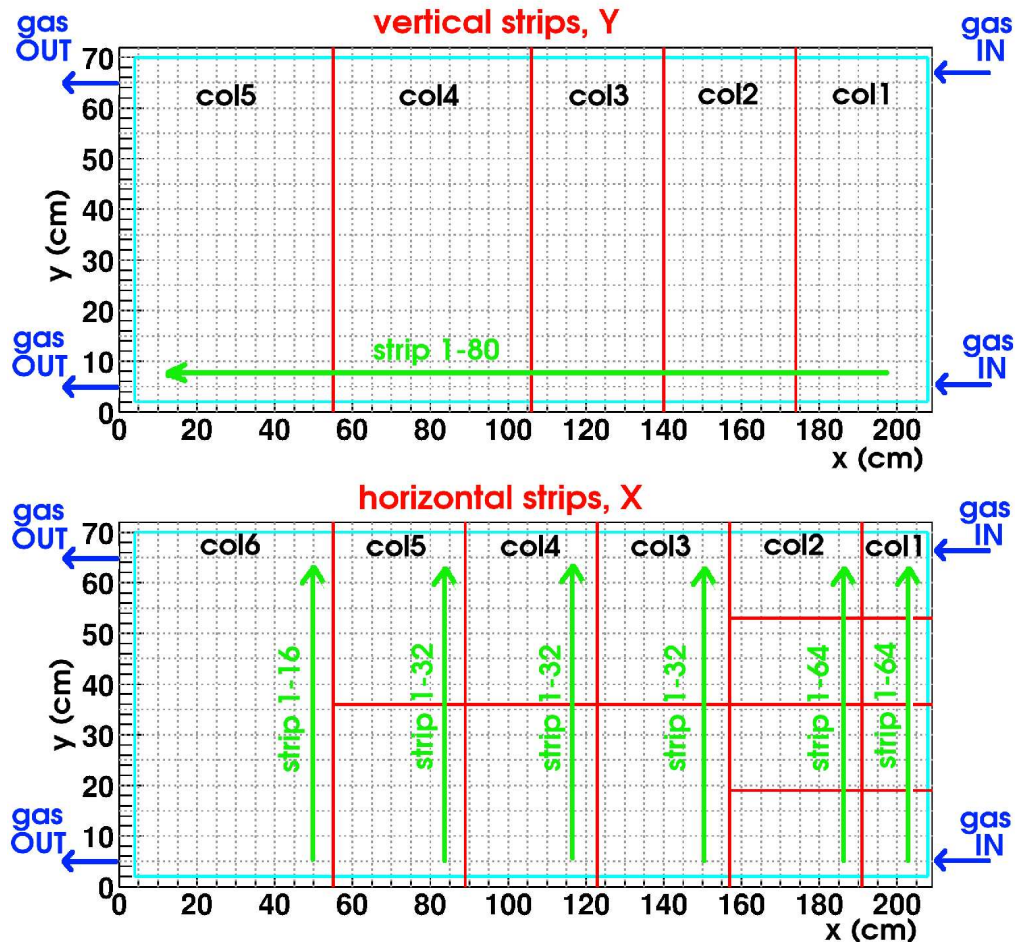 gas
OUT
vertical strips, Y
gas
IN
70
60
50
40
30
20
10
0
y (cm)
col5
col4
col3
col2
col1
strip 1-80
gas
OUT
gas
IN
0 20 40 60 80 100 120 140 160 180 200
x (cm)
horizontal strips, X
gas
OUT
gas
IN
70
60
50
40
30
20
10
0
y (cm)
col6
col5
col4
col3
col2
col1
strip 1-16
strip 1-32
strip 1-32
strip 1-32
strip 1-64
strip 1-64
gas
OUT
gas
IN
0 20 40 60 80 100 120 140 160 180 200
x (cm)